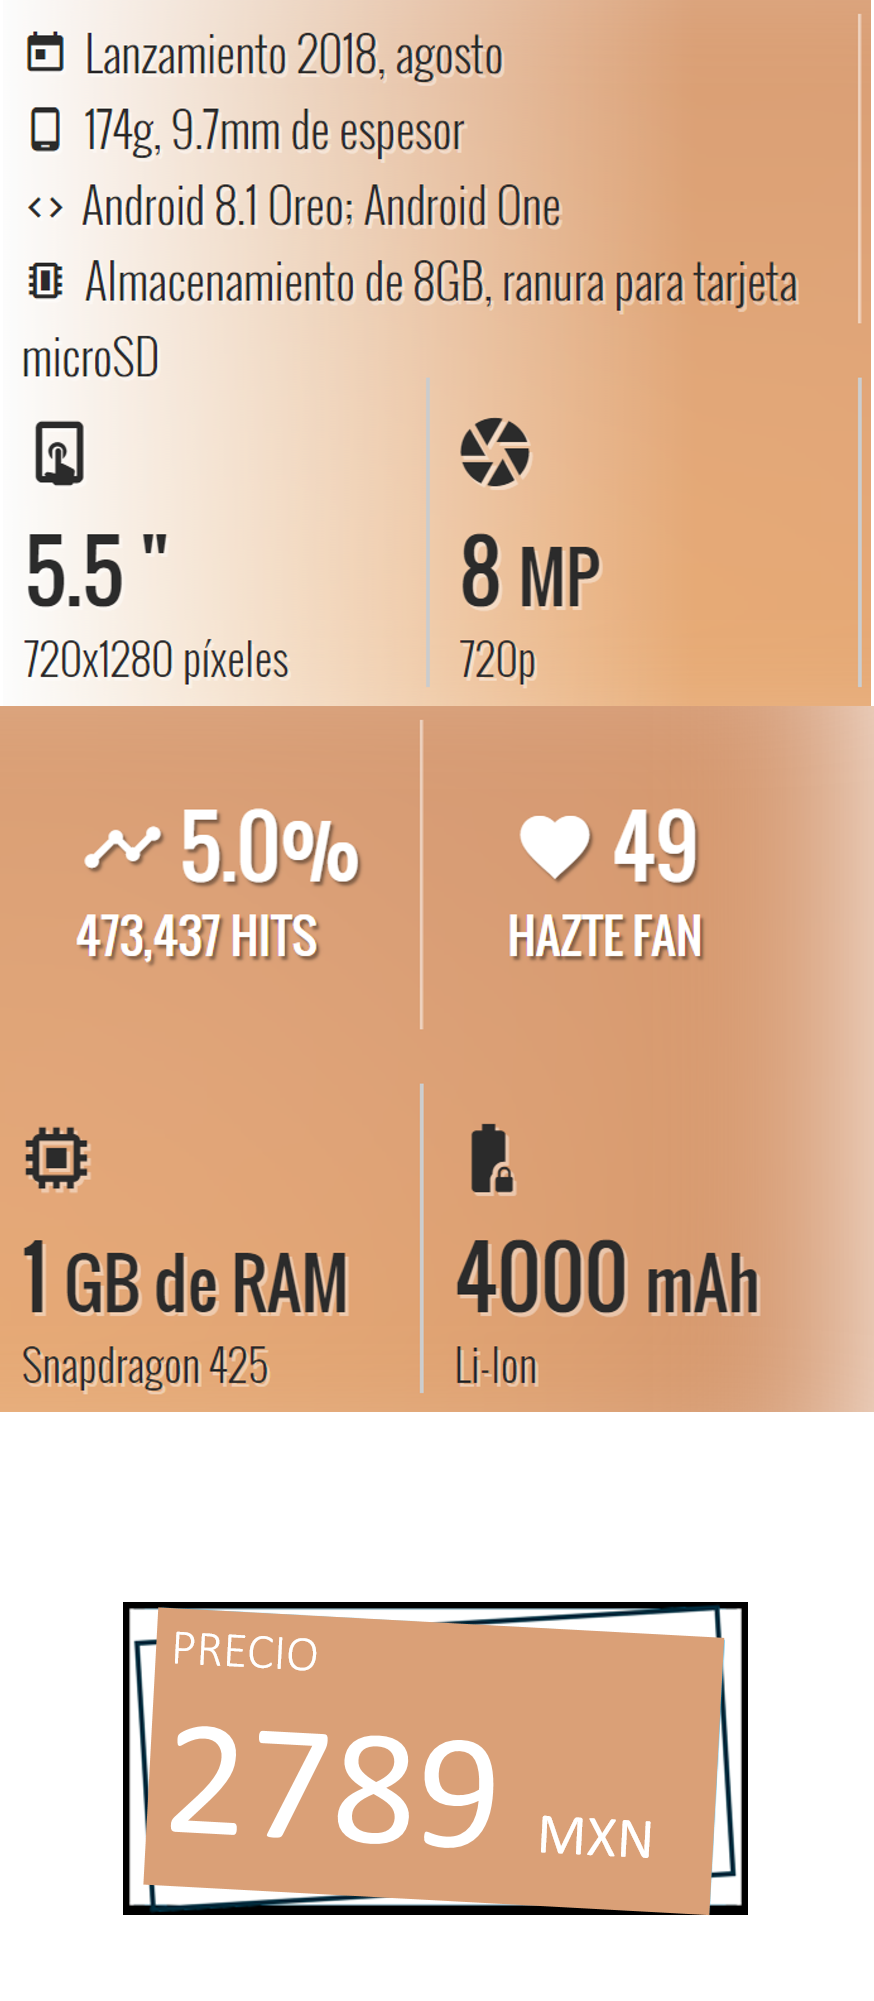 Lanzamiento 2018, agosto
174g, 9.7mm de espesor
Android 8.1 Oreo; Android One
Almacenamiento de 8GB, ranura para tarjeta
microSD
5.5 "
720x1280 píxeles
8 MP
720p
5.0%
473,437 HITS
49
HAZTE FAN
1 GB de RAM
Snapdragon 425
4000 mAh
Li-Ion
PRECIO
2789 MXN